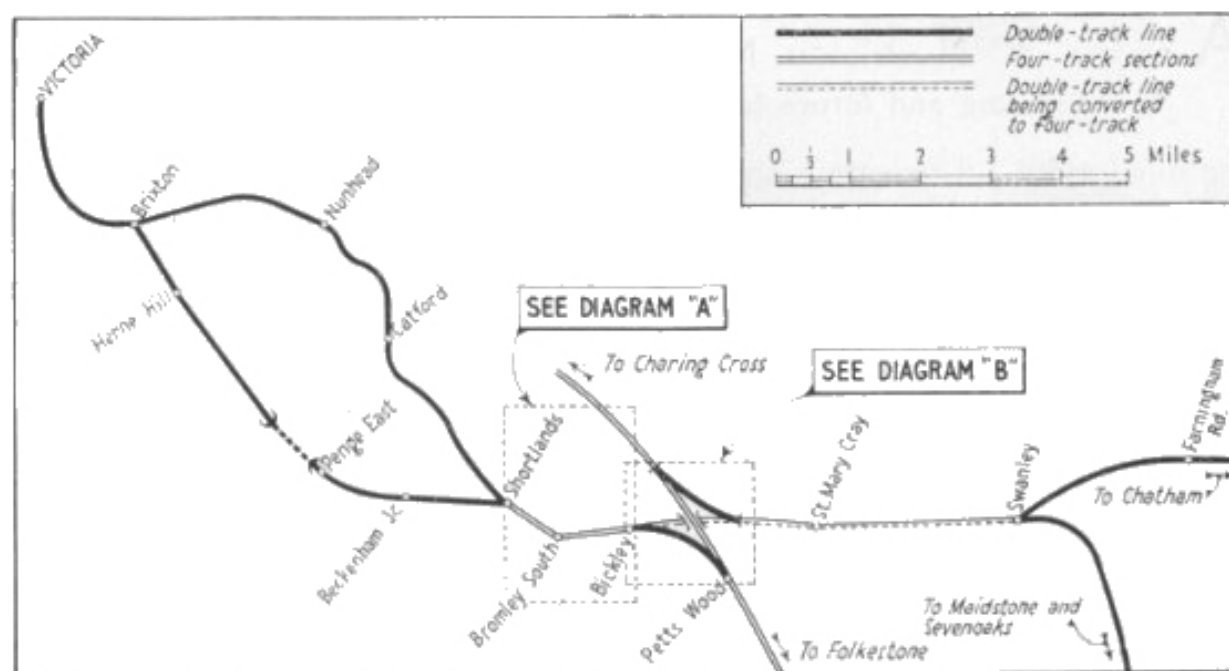 Double-track line
Four-track sections
Double-track line
being converted
to four-track
0 ½ 1 2 3 4 5 Miles
VICTORIA
Brixton
Nunhead
Herne Hill
Catford
SEE DIAGRAM "A"
To Charing Cross
SEE DIAGRAM "B"
Penge East
Shortlands
St. Mary Cray
Swanley
Farningham
Rd.
To Chatham
Beckenham Jc
Bromley South
Bickley
Petts Wood
To Maidstone and
Sevenoaks
To Folkestone